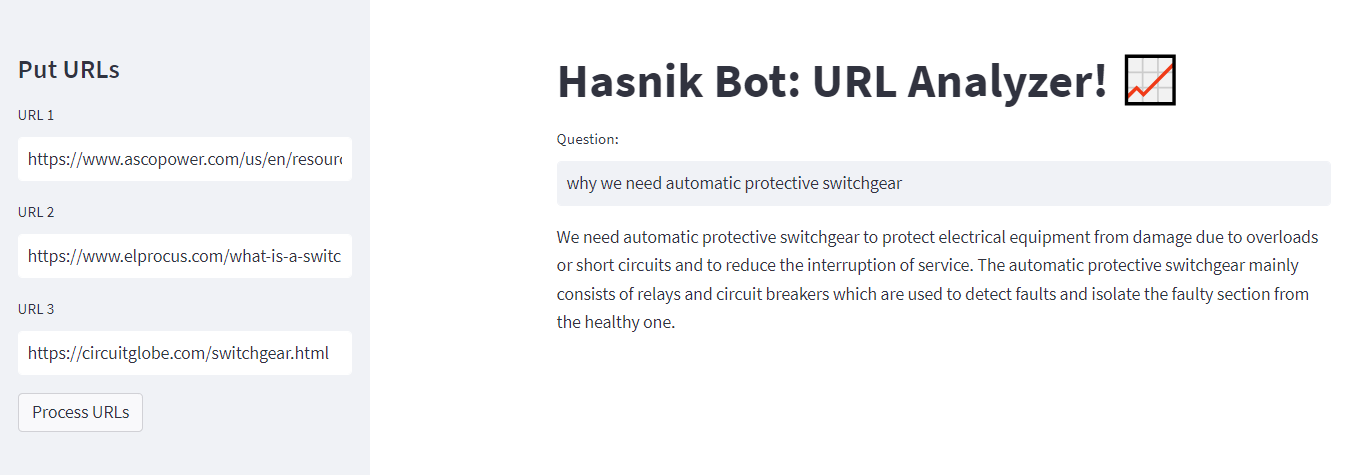 Put URLs
URL 1
https://www.ascopower.com/us/en/resour
URL 2
https://www.elprocus.com/what-is-a-switc
URL 3
https://circuitglobe.com/switchgear.html
Process URLs
Hasnik Bot: URL Analyzer!
Question:
why we need automatic protective switchgear
We need automatic protective switchgear to protect electrical equipment from damage due to overloads
or short circuits and to reduce the interruption of service. The automatic protective switchgear mainly
consists of relays and circuit breakers which are used to detect faults and isolate the faulty section from
the healthy one.